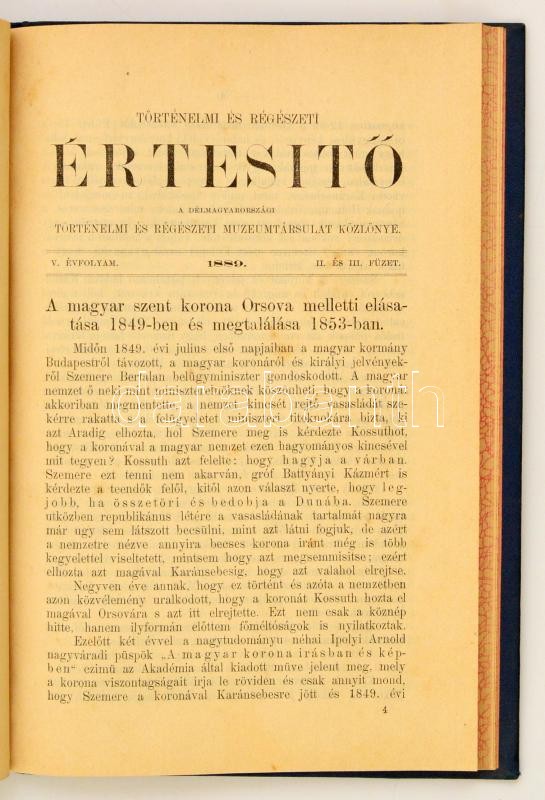 TÖRTÉNELMI ÉS RÉGÉSZETI
ÉRTESITŐ
A DÉLMAGYARORSZÁGI
TÖRTÉNELMI ÉS RÉGÉSZETI MUZEUMTÁRSULAT KÖZLÖNYE.
V. ÉVFOLYAM. 1889. II. ÉS III. FÜZET.
A magyar szent korona Orsova melletti elása-
tása 1849-ben és megtalálása 1853-ban.
Midőn 1849. évi julius első napjaiban a magyar kormány
Budapestről távozott, a magyar koronáról és királyi jelvények-
ről Szemere Bertalan belügyminiszter gondoskodott. A magyar
nemzet ő neki mint miniszterelnöknek köszönheti, hogy a koronát
akkoriban megmentette; a nemzet kincsét rejtő vasasládát sze-
kérre rakatta s a felügyeletet miniszteri titoknokára bizta, ki
azt Aradig elhozta, hol Szemere meg is kérdezte Kossuthot,
hogy a koronával a magyar nemzet ezen hagyományos kincsével
mit tegyen? Kossuth azt felelte: hogy hagyja a várban.
Szemere ezt tenni nem akarván, gróf Battyányi Kázmért is
kérdezte a teendők felől, kitől azon választ nyerte, hogy leg-
jobb, ha összetöri és bedobja a Dunába. Szemere
utközben republikánus létére a vasasládának tartalmát nagyra
már ugy sem látszott becsülni, mint azt látni fogjuk, de azért
a nemzetre nézve annyira becses korona iránt még is több
kegyelettel viseltetett, mintsem hogy azt megsemmisitse; ezért
elhozta azt magával Karánsebesig, hogy azt valahol elrejtse.
Negyven éve annak, hogy ez történt és azóta a nemzetben
azon közvélemény uralkodott, hogy a koronát Kossuth hozta el
magával Orsovára s azt itt elrejtette. Ezt nem csak a köznép
hitte, hanem ilyformán előttem főméltóságok is nyilatkoztak.
Ezelőtt két évvel a nagytudományu néhai Ipolyi Arnold
nagyváradi püspök „A magyar korona irásban és kép-
ben“ ezimü az Akadémia által kiadott müve jelent meg, mely
a korona viszontagságait irja le röviden és csak annyit mond,
hogy Szemere a koronával Karánsebesre jött és 1849. évi
4
darabanth.com